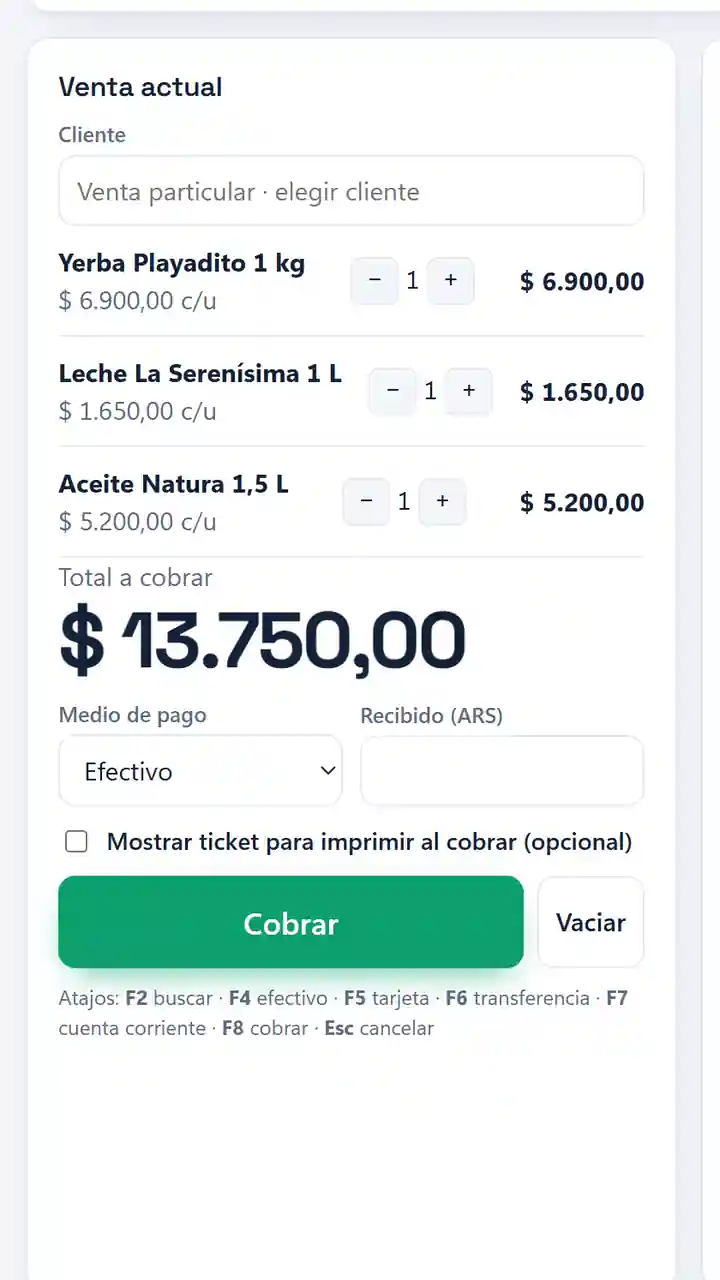 Venta actual
Cliente
Venta particular · elegir cliente
Yerba Playadito 1 kg
$ 6.900,00 c/u
− 1 +
$ 6.900,00
Leche La Serenísima 1 L
$ 1.650,00 c/u
− 1 +
$ 1.650,00
Aceite Natura 1,5 L
$ 5.200,00 c/u
− 1 +
$ 5.200,00
Total a cobrar
$ 13.750,00
Medio de pago
Recibido (ARS)
Efectivo
Mostrar ticket para imprimir al cobrar (opcional)
Cobrar
Vaciar
Atajos: F2 buscar · F4 efectivo · F5 tarjeta · F6 transferencia · F7
cuenta corriente · F8 cobrar · Esc cancelar